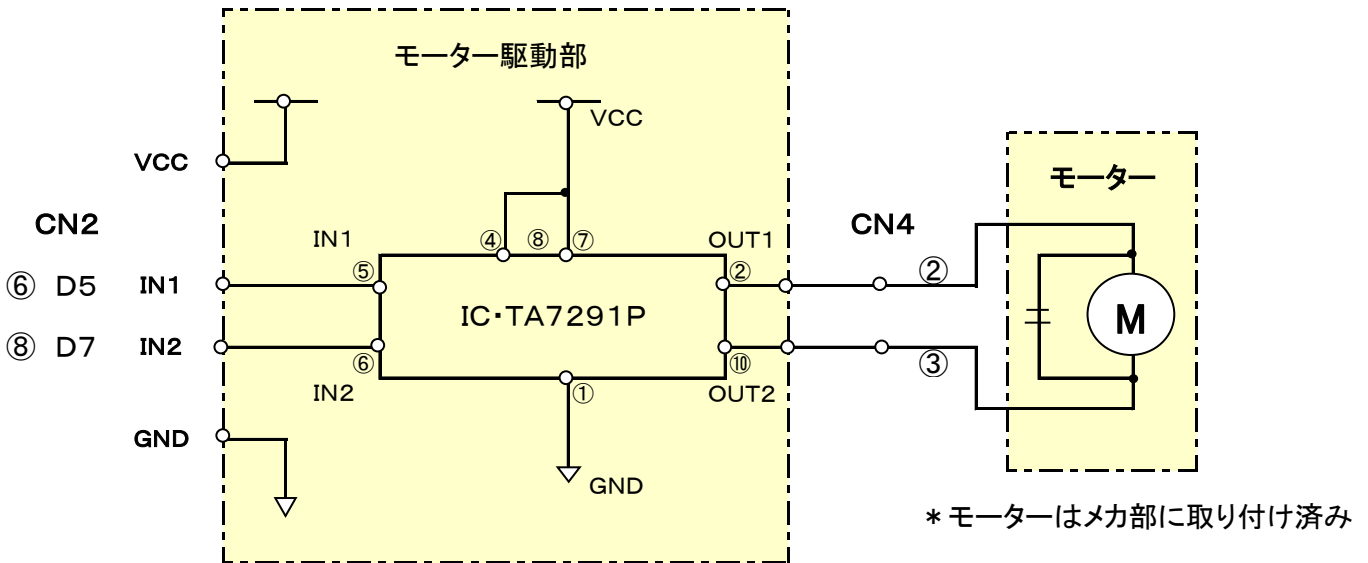 モーター駆動部
VCC
VCC
モーター
CN2
CN4
IN1
④
⑧
⑦
OUT1
⑥ D5 IN1
⑤
②
②
IC・TA7291P
M
⑧ D7 IN2
⑥
⑩
③
IN2
①
OUT2
GND
GND
*モーターはメカ部に取り付け済み